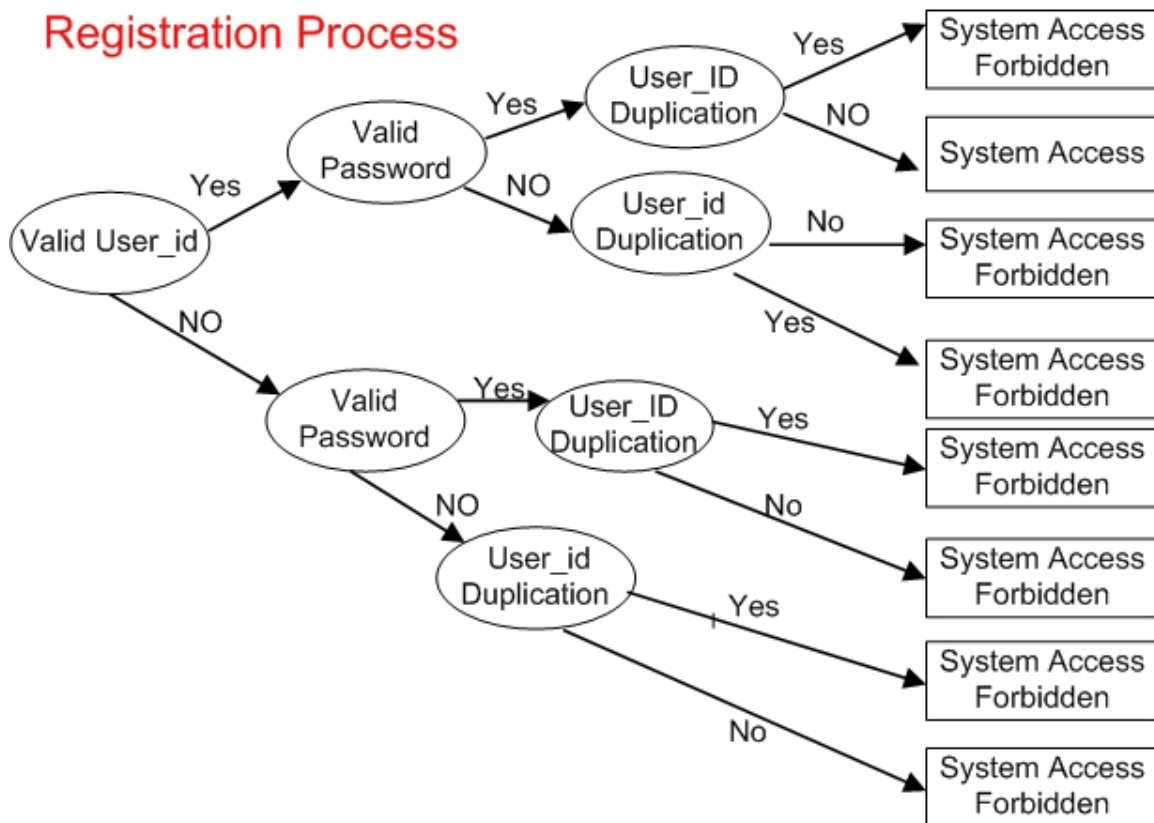 Registration Process
Yes
System Access
Forbidden
User_ID
Duplication
Yes
NO
Valid
Password
System Access
Yes
NO
User_id
Duplication
No
System Access
Forbidden
Valid User_id
Yes
NO
System Access
Forbidden
Valid
Password
Yes
User_ID
Duplication
Yes
System Access
Forbidden
No
NO
System Access
Forbidden
User_id
Duplication
Yes
System Access
Forbidden
No
System Access
Forbidden